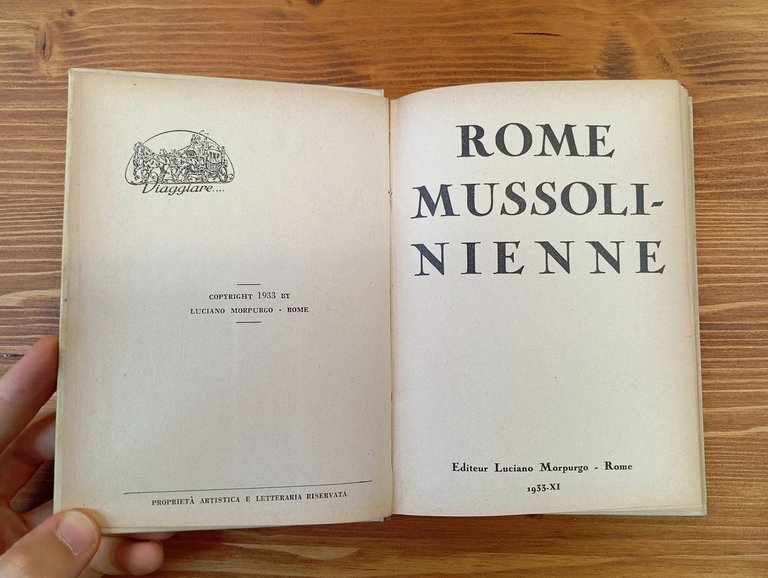 Viaggiare....
COPYRIGHT 1933 BY
LUCIANO MORPURGO - ROME
PROPRIETÀ ARTISTICA E LETTERARIA RISERVATA
ROME
MUSSOLI-
NIENNE
Editeur Luciano Morpurgo - Rome
1933-XI